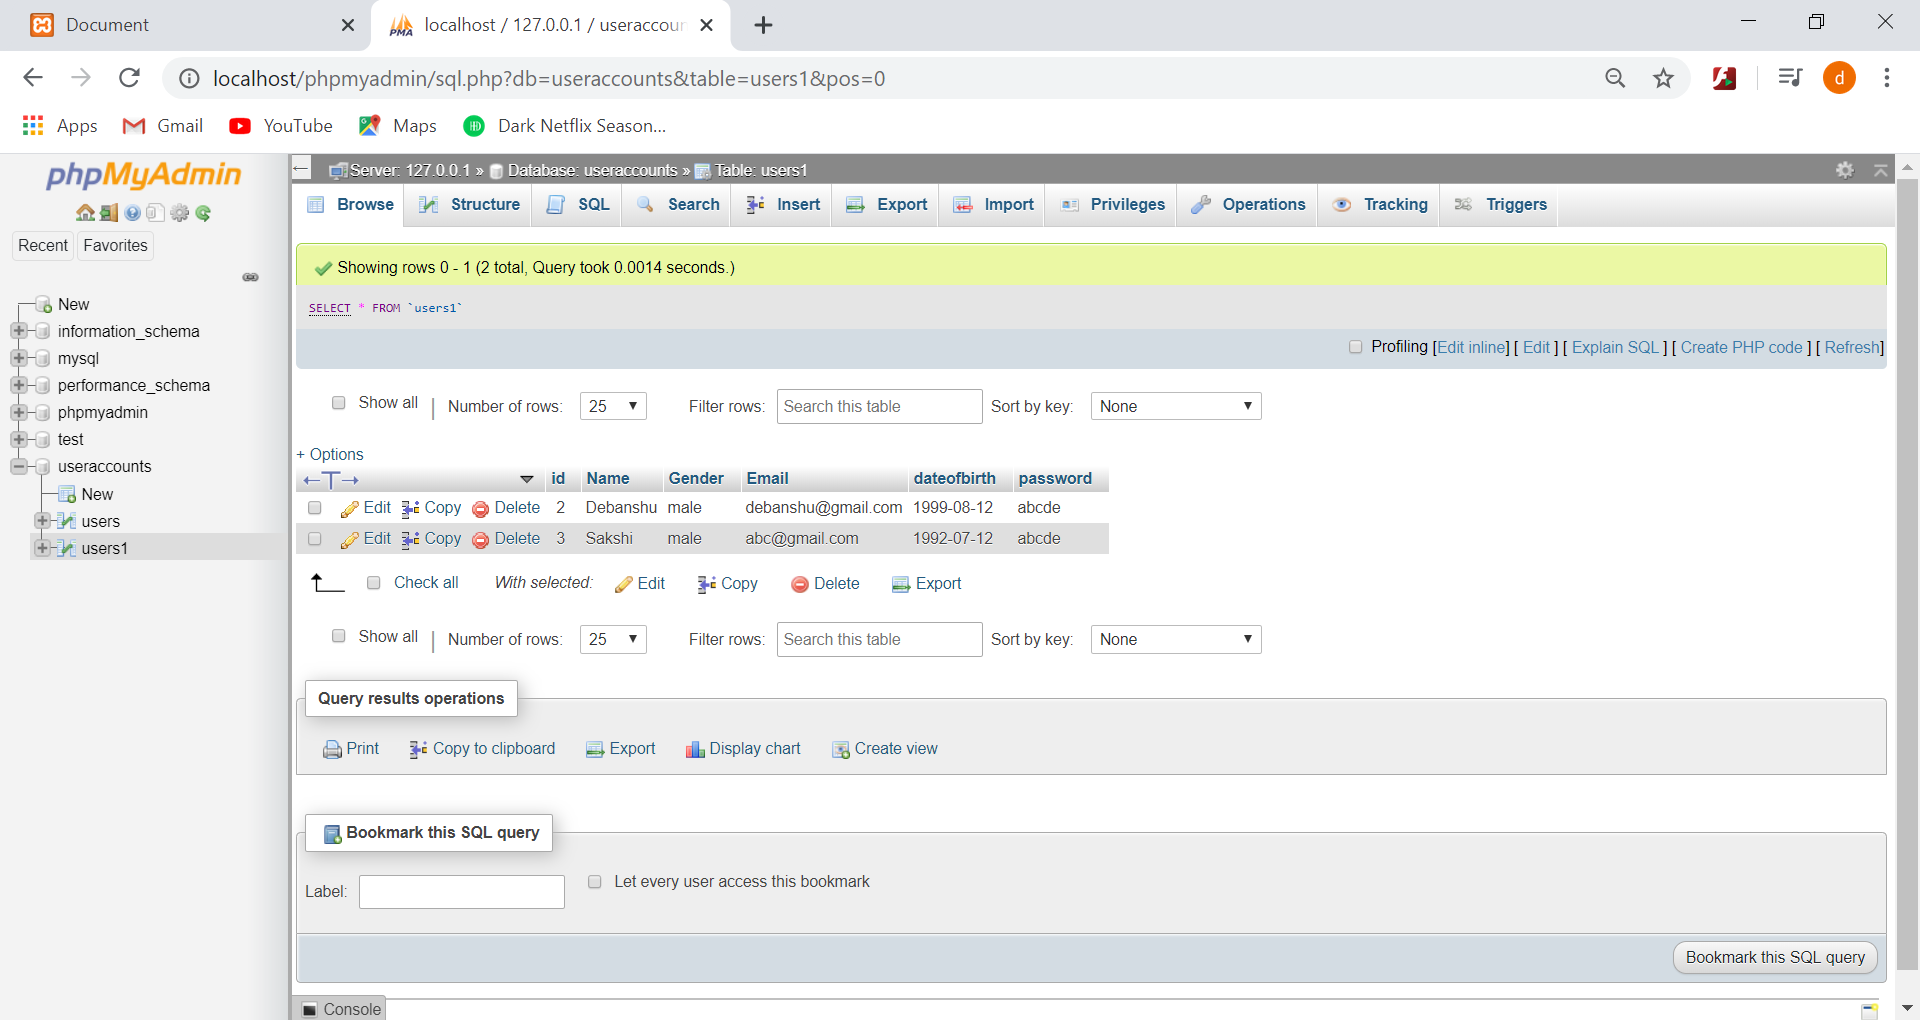 Document
localhost / 127.0.0.1 / useraccour
localhost/phpmyadmin/sql.php?db=useraccounts&table=users1&pos=0
d
Apps Gmail YouTube Maps Dark Netflix Season...
phpMyAdmin
Recent Favorites
New
information_schema
mysql
performance_schema
phpmyadmin
test
useraccounts
New
users
users1
Server: 127.0.0.1 » Database: useraccounts » Table: users1
Browse Structure SQL Search Insert Export Import Privileges Operations Tracking Triggers
Showing rows 0 - 1 (2 total, Query took 0.0014 seconds.)
SELECT * FROM `users1`
Profiling [Edit inline] [ Edit ] [ Explain SQL ] [ Create PHP code ] [ Refresh]
Show all | Number of rows: 25 Filter rows: Search this table Sort by key: None
+ Options
id Name Gender Email dateofbirth password
Edit Copy Delete 2 Debanshu male debanshu@gmail.com 1999-08-12 abcde
Edit Copy Delete 3 Sakshi male abc@gmail.com 1992-07-12 abcde
Check all With selected: Edit Copy Delete Export
Show all | Number of rows: 25 Filter rows: Search this table Sort by key: None
Query results operations
Print Copy to clipboard Export Display chart Create view
Bookmark this SQL query
Label: Let every user access this bookmark
Bookmark this SQL query
Console